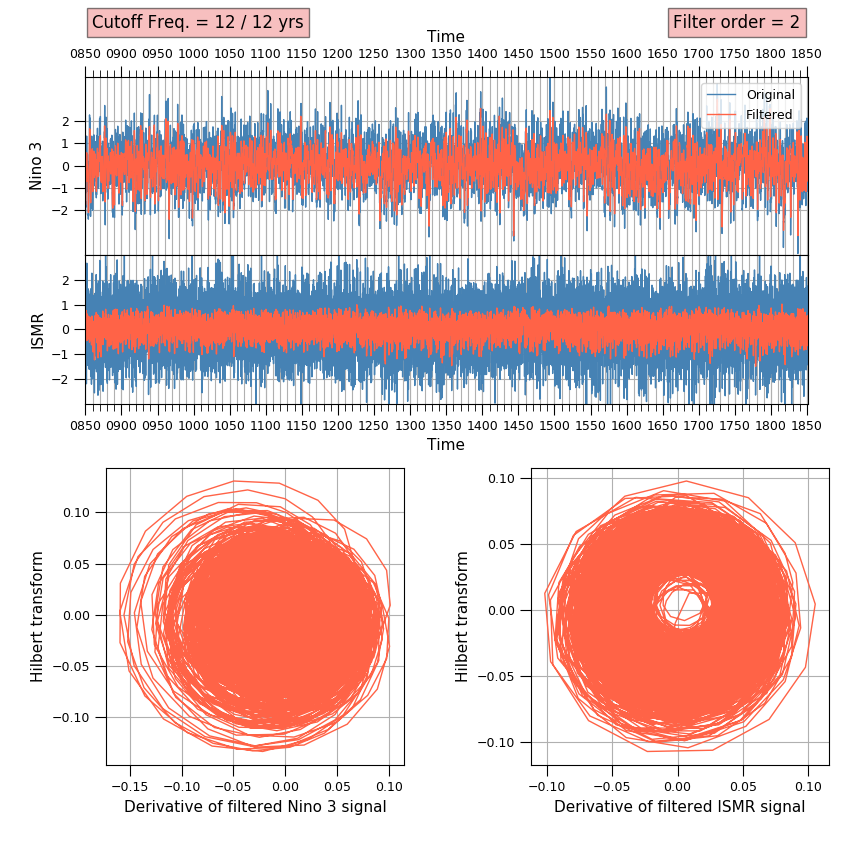 Cutoff Freq. = 12 / 12 yrs
Filter order = 2
Time
0850 0900 0950 1000 1050 1100 1150 1200 1250 1300 1350 1400 1450 1500 1550 1600 1650 1700 1750 1800 1850
Original
Filtered
Nino 3
2
1
0
−1
−2
ISMR
2
1
0
−1
−2
0850 0900 0950 1000 1050 1100 1150 1200 1250 1300 1350 1400 1450 1500 1550 1600 1650 1700 1750 1800 1850
Time
Hilbert transform
0.10
0.05
0.00
−0.05
−0.10
−0.15 −0.10 −0.05 0.00 0.05 0.10
Derivative of filtered Nino 3 signal
Hilbert transform
0.10
0.05
0.00
−0.05
−0.10
−0.10 −0.05 0.00 0.05 0.10
Derivative of filtered ISMR signal